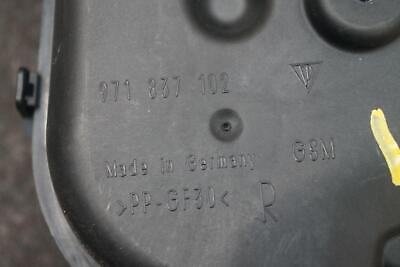 971 837 102
Made in Germany GSM
>PP-GF30< R